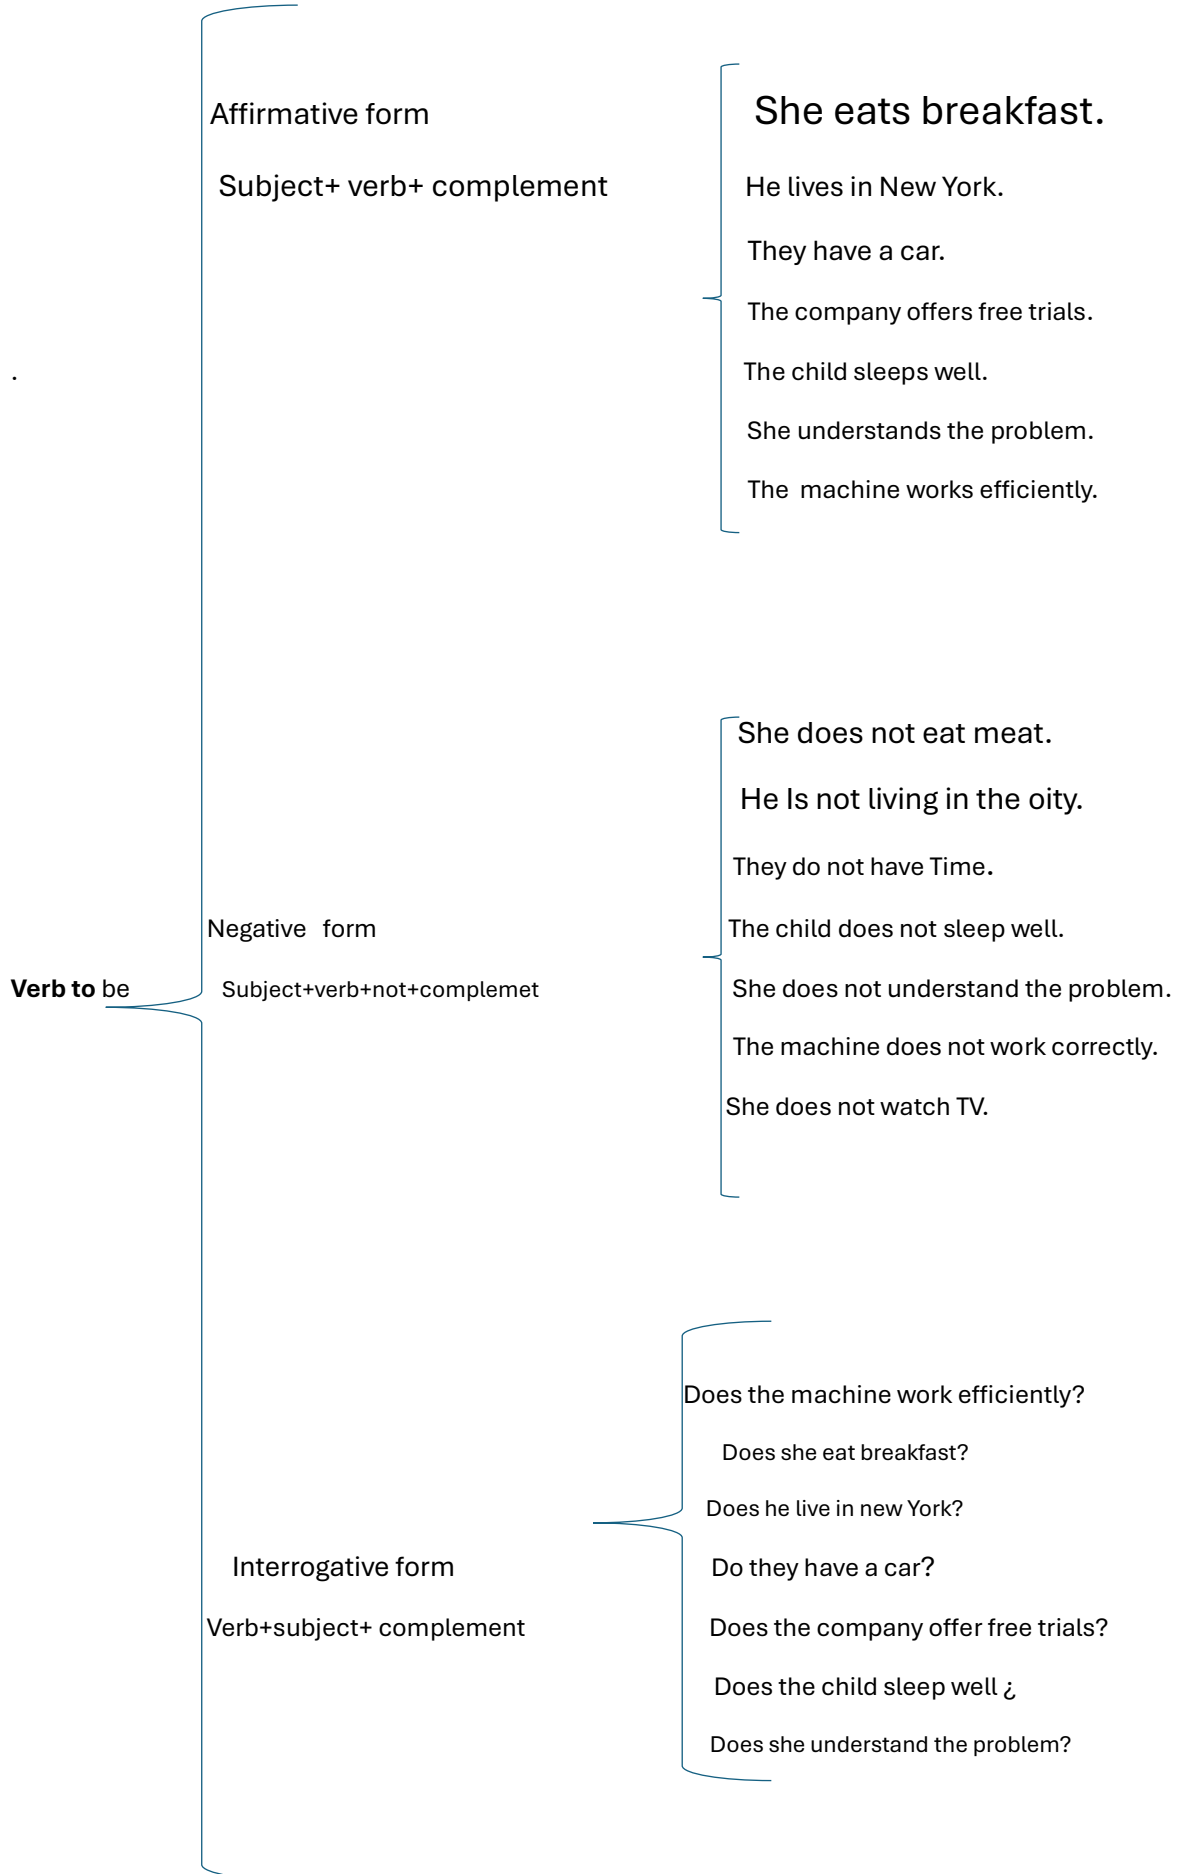 Affirmative form
Subject+ verb+ complement
She eats breakfast.
He lives in New York.
They have a car.
The company offers free trials.
The child sleeps well.
She understands the problem.
The  machine works efficiently.
.
Verb to be
Negative  form
Subject+verb+not+complemet
She does not eat meat.
He Is not living in the oity.
They do not have Time.
The child does not sleep well.
She does not understand the problem.
The machine does not work correctly.
She does not watch TV.
Interrogative form
Verb+subject+ complement
Does the machine work efficiently?
Does she eat breakfast?
Does he live in new York?
Do they have a car?
Does the company offer free trials?
Does the child sleep well ¿
Does she understand the problem?